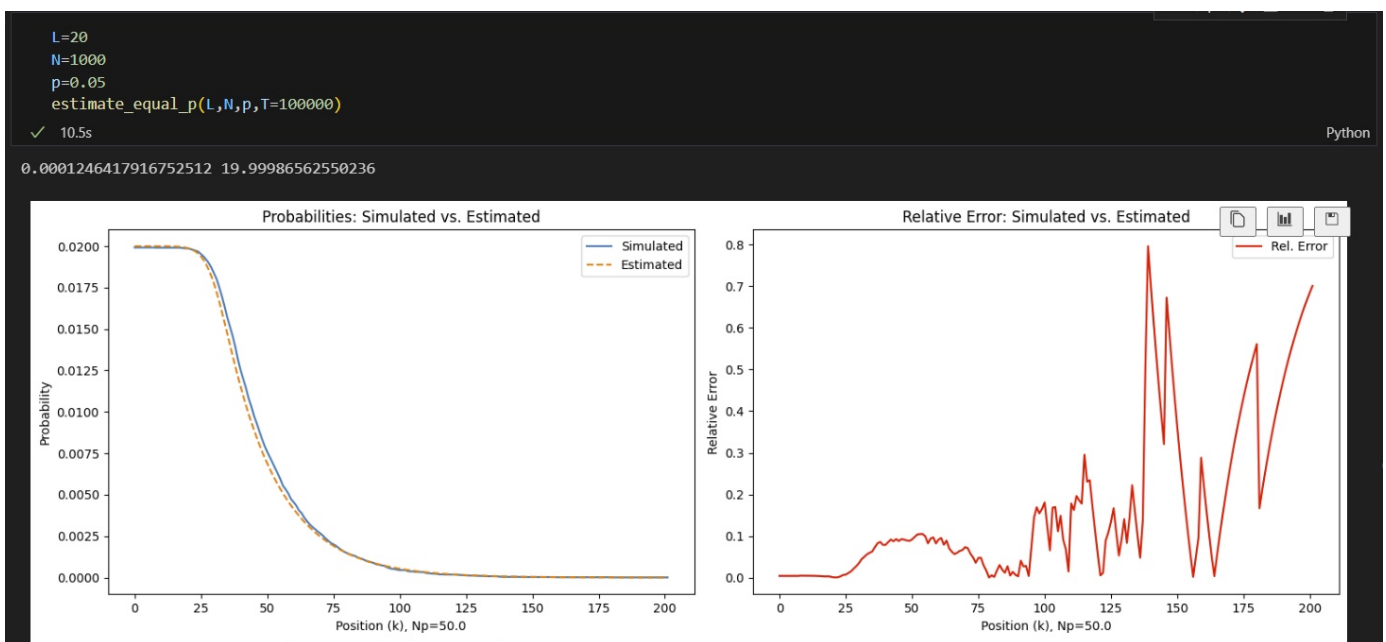 L=20
N=1000
p=0.05
estimate_equal_p(L,N,p,T=100000)
10.5s
Python
0.0001246417916752512 19.99986562550236
Probabilities: Simulated vs. Estimated
Simulated
Estimated
0.0200
0.0175
0.0150
0.0125
0.0100
0.0075
0.0050
0.0025
0.0000
Probability
0 25 50 75 100 125 150 175 200
Position (k), Np=50.0
Relative Error: Simulated vs. Estimated
Rel. Error
0.8
0.7
0.6
0.5
0.4
0.3
0.2
0.1
0.0
Relative Error
0 25 50 75 100 125 150 175 200
Position (k), Np=50.0